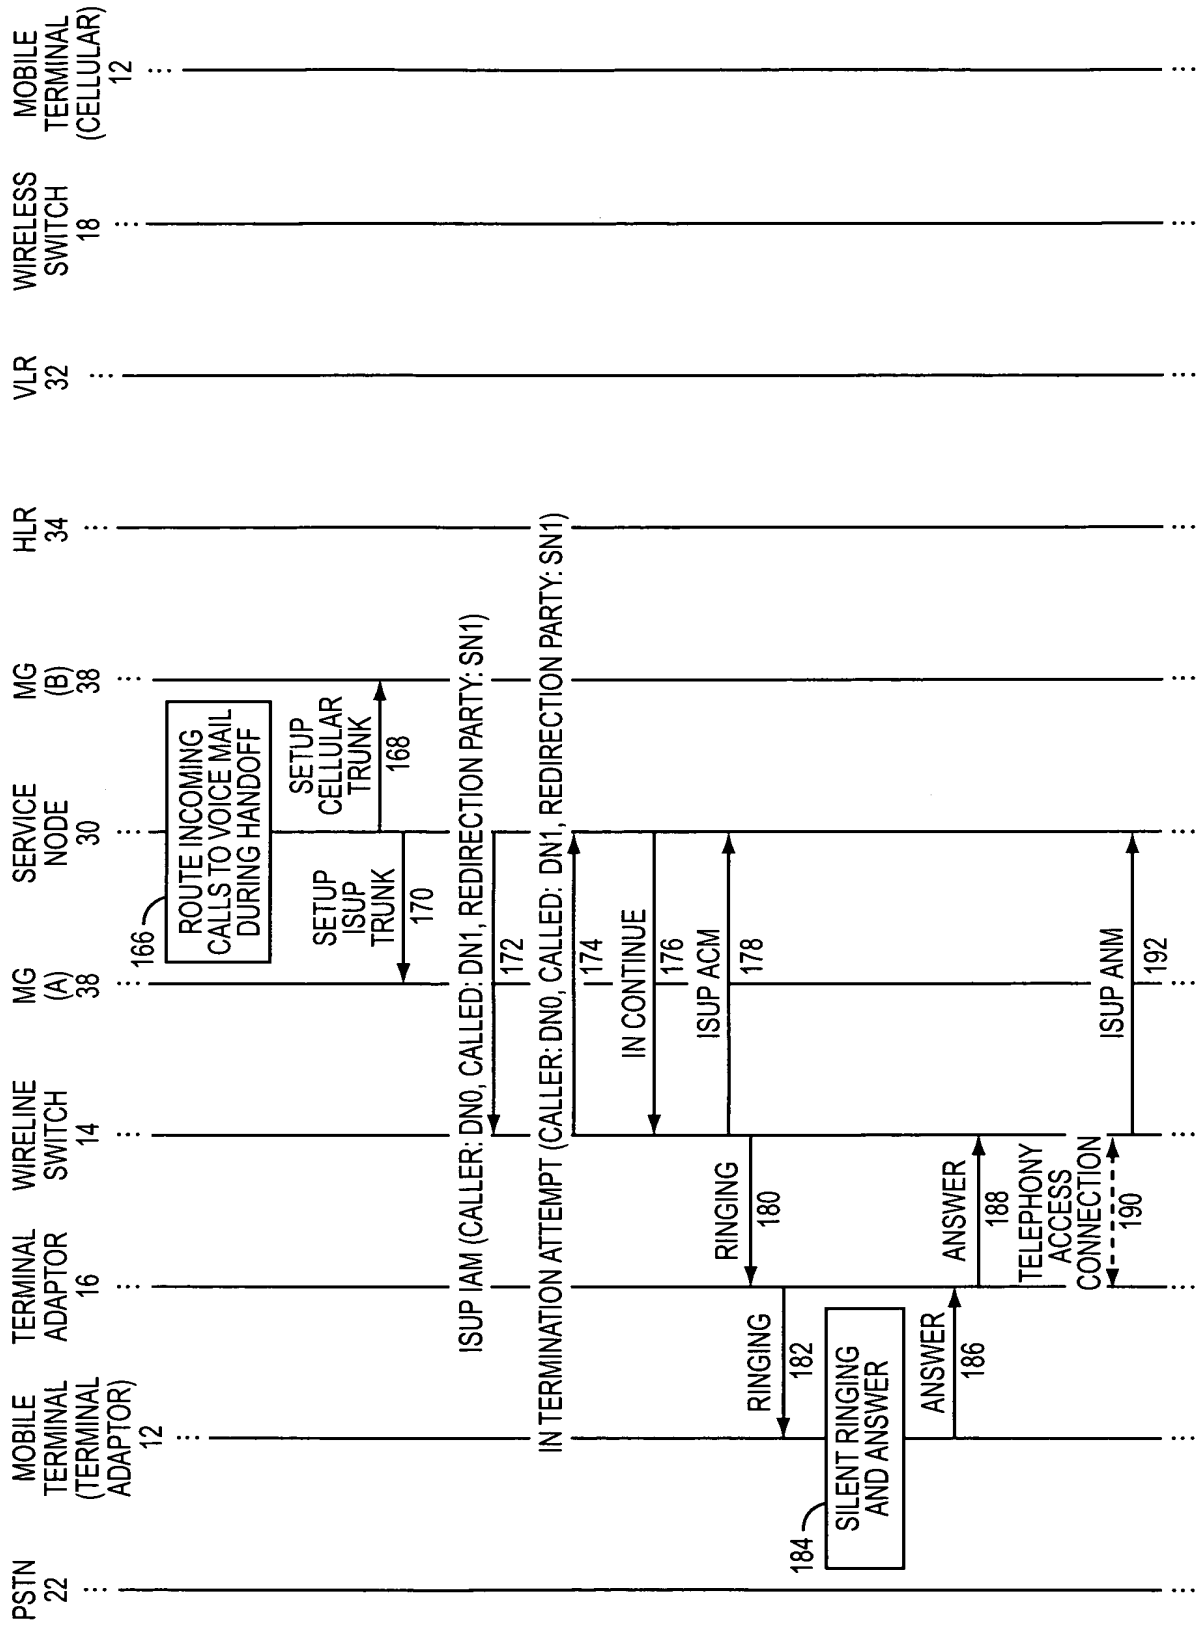 PSTN
22
MOBILE
TERMINAL
(TERMINAL
ADAPTOR)
12
TERMINAL
ADAPTOR
16
WIRELINE
SWITCH
14
MG
(A)
38
SERVICE
NODE
30
MG
(B)
38
HLR
34
VLR
32
WIRELESS
SWITCH
18
MOBILE
TERMINAL
(CELLULAR)
12
166
ROUTE INCOMING
CALLS TO VOICE MAIL
DURING HANDOFF
SETUP
CELLULAR
TRUNK
168
SETUP
ISUP
TRUNK
170
ISUP IAM (CALLER: DN0, CALLED: DN1, REDIRECTION PARTY: SN1)
172
IN TERMINATION ATTEMPT (CALLER: DN0, CALLED: DN1, REDIRECTION PARTY: SN1)
174
IN CONTINUE
176
ISUP ACM
178
RINGING
180
RINGING
182
184
SILENT RINGING
AND ANSWER
ANSWER
186
ANSWER
188
TELEPHONY
ACCESS
CONNECTION
190
ISUP ANM
192